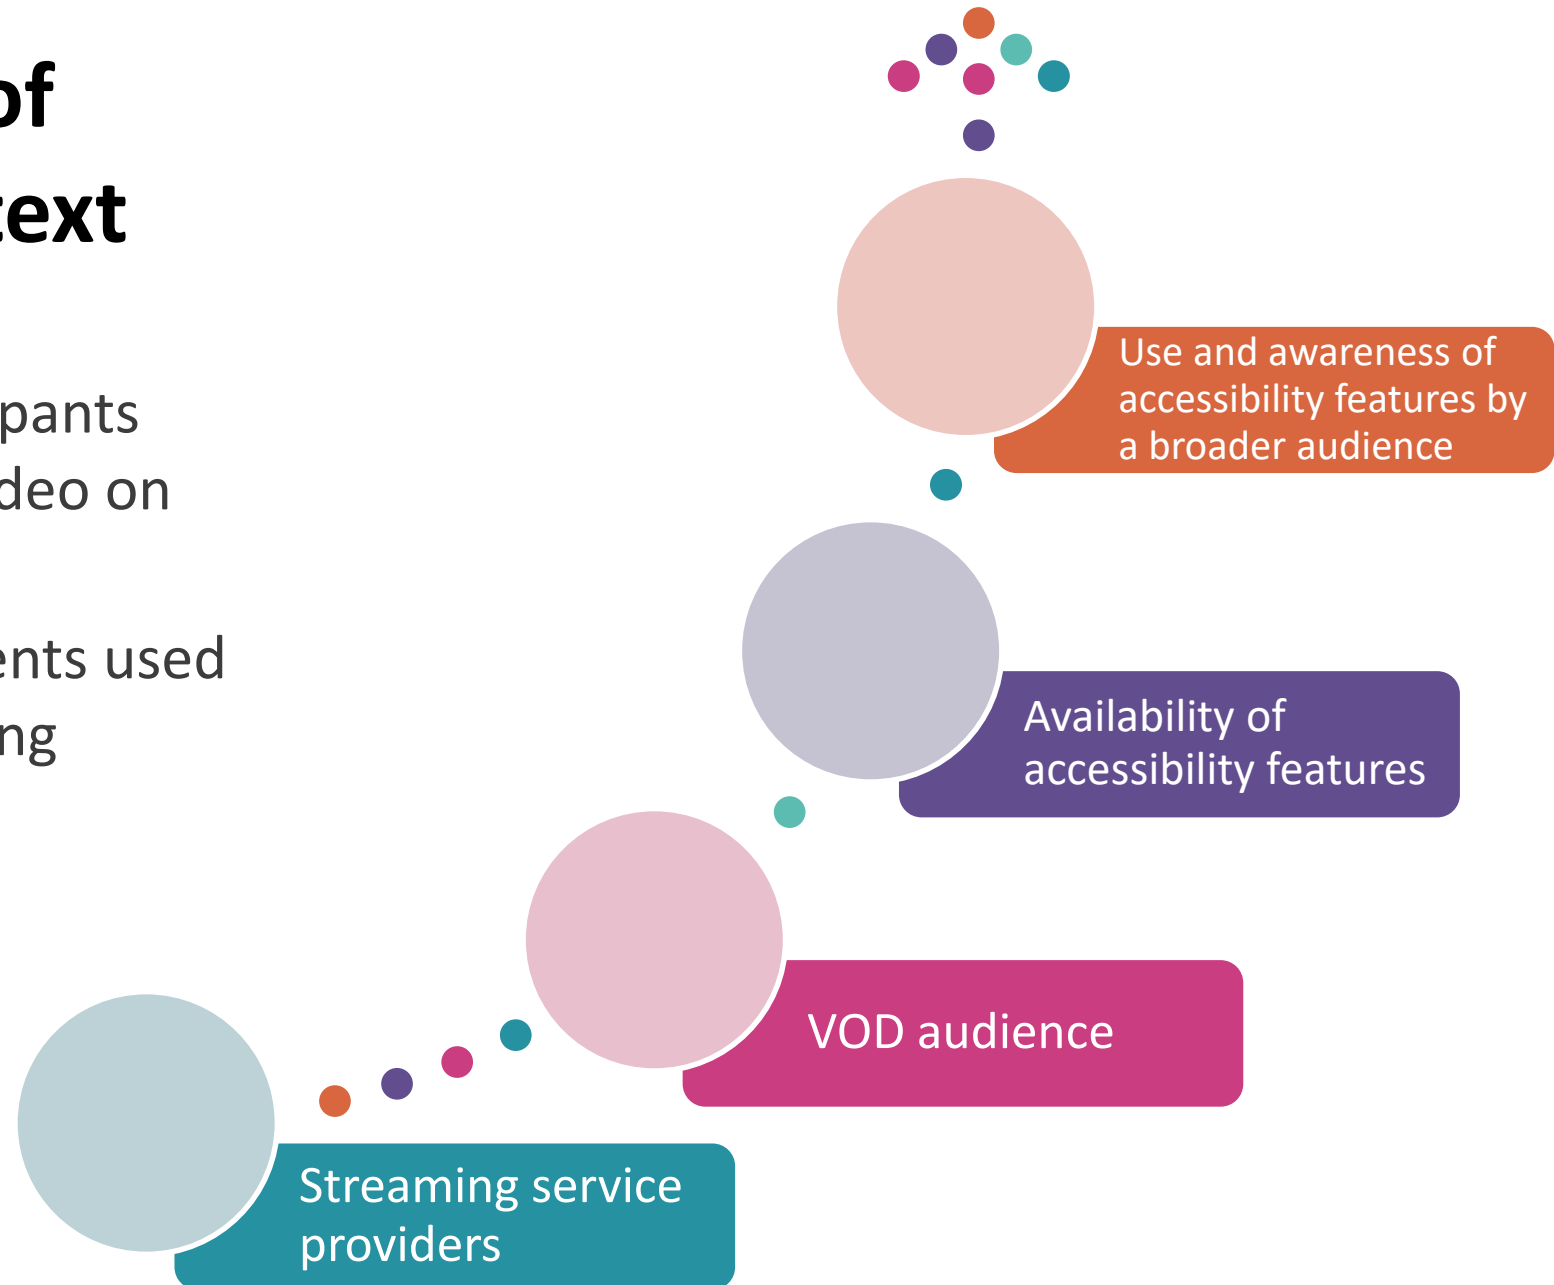 of
text
pants
deo on
ents used
ng
Use and awareness of
accessibility features by
a broader audience
Availability of
accessibility features
VOD audience
Streaming service
providers